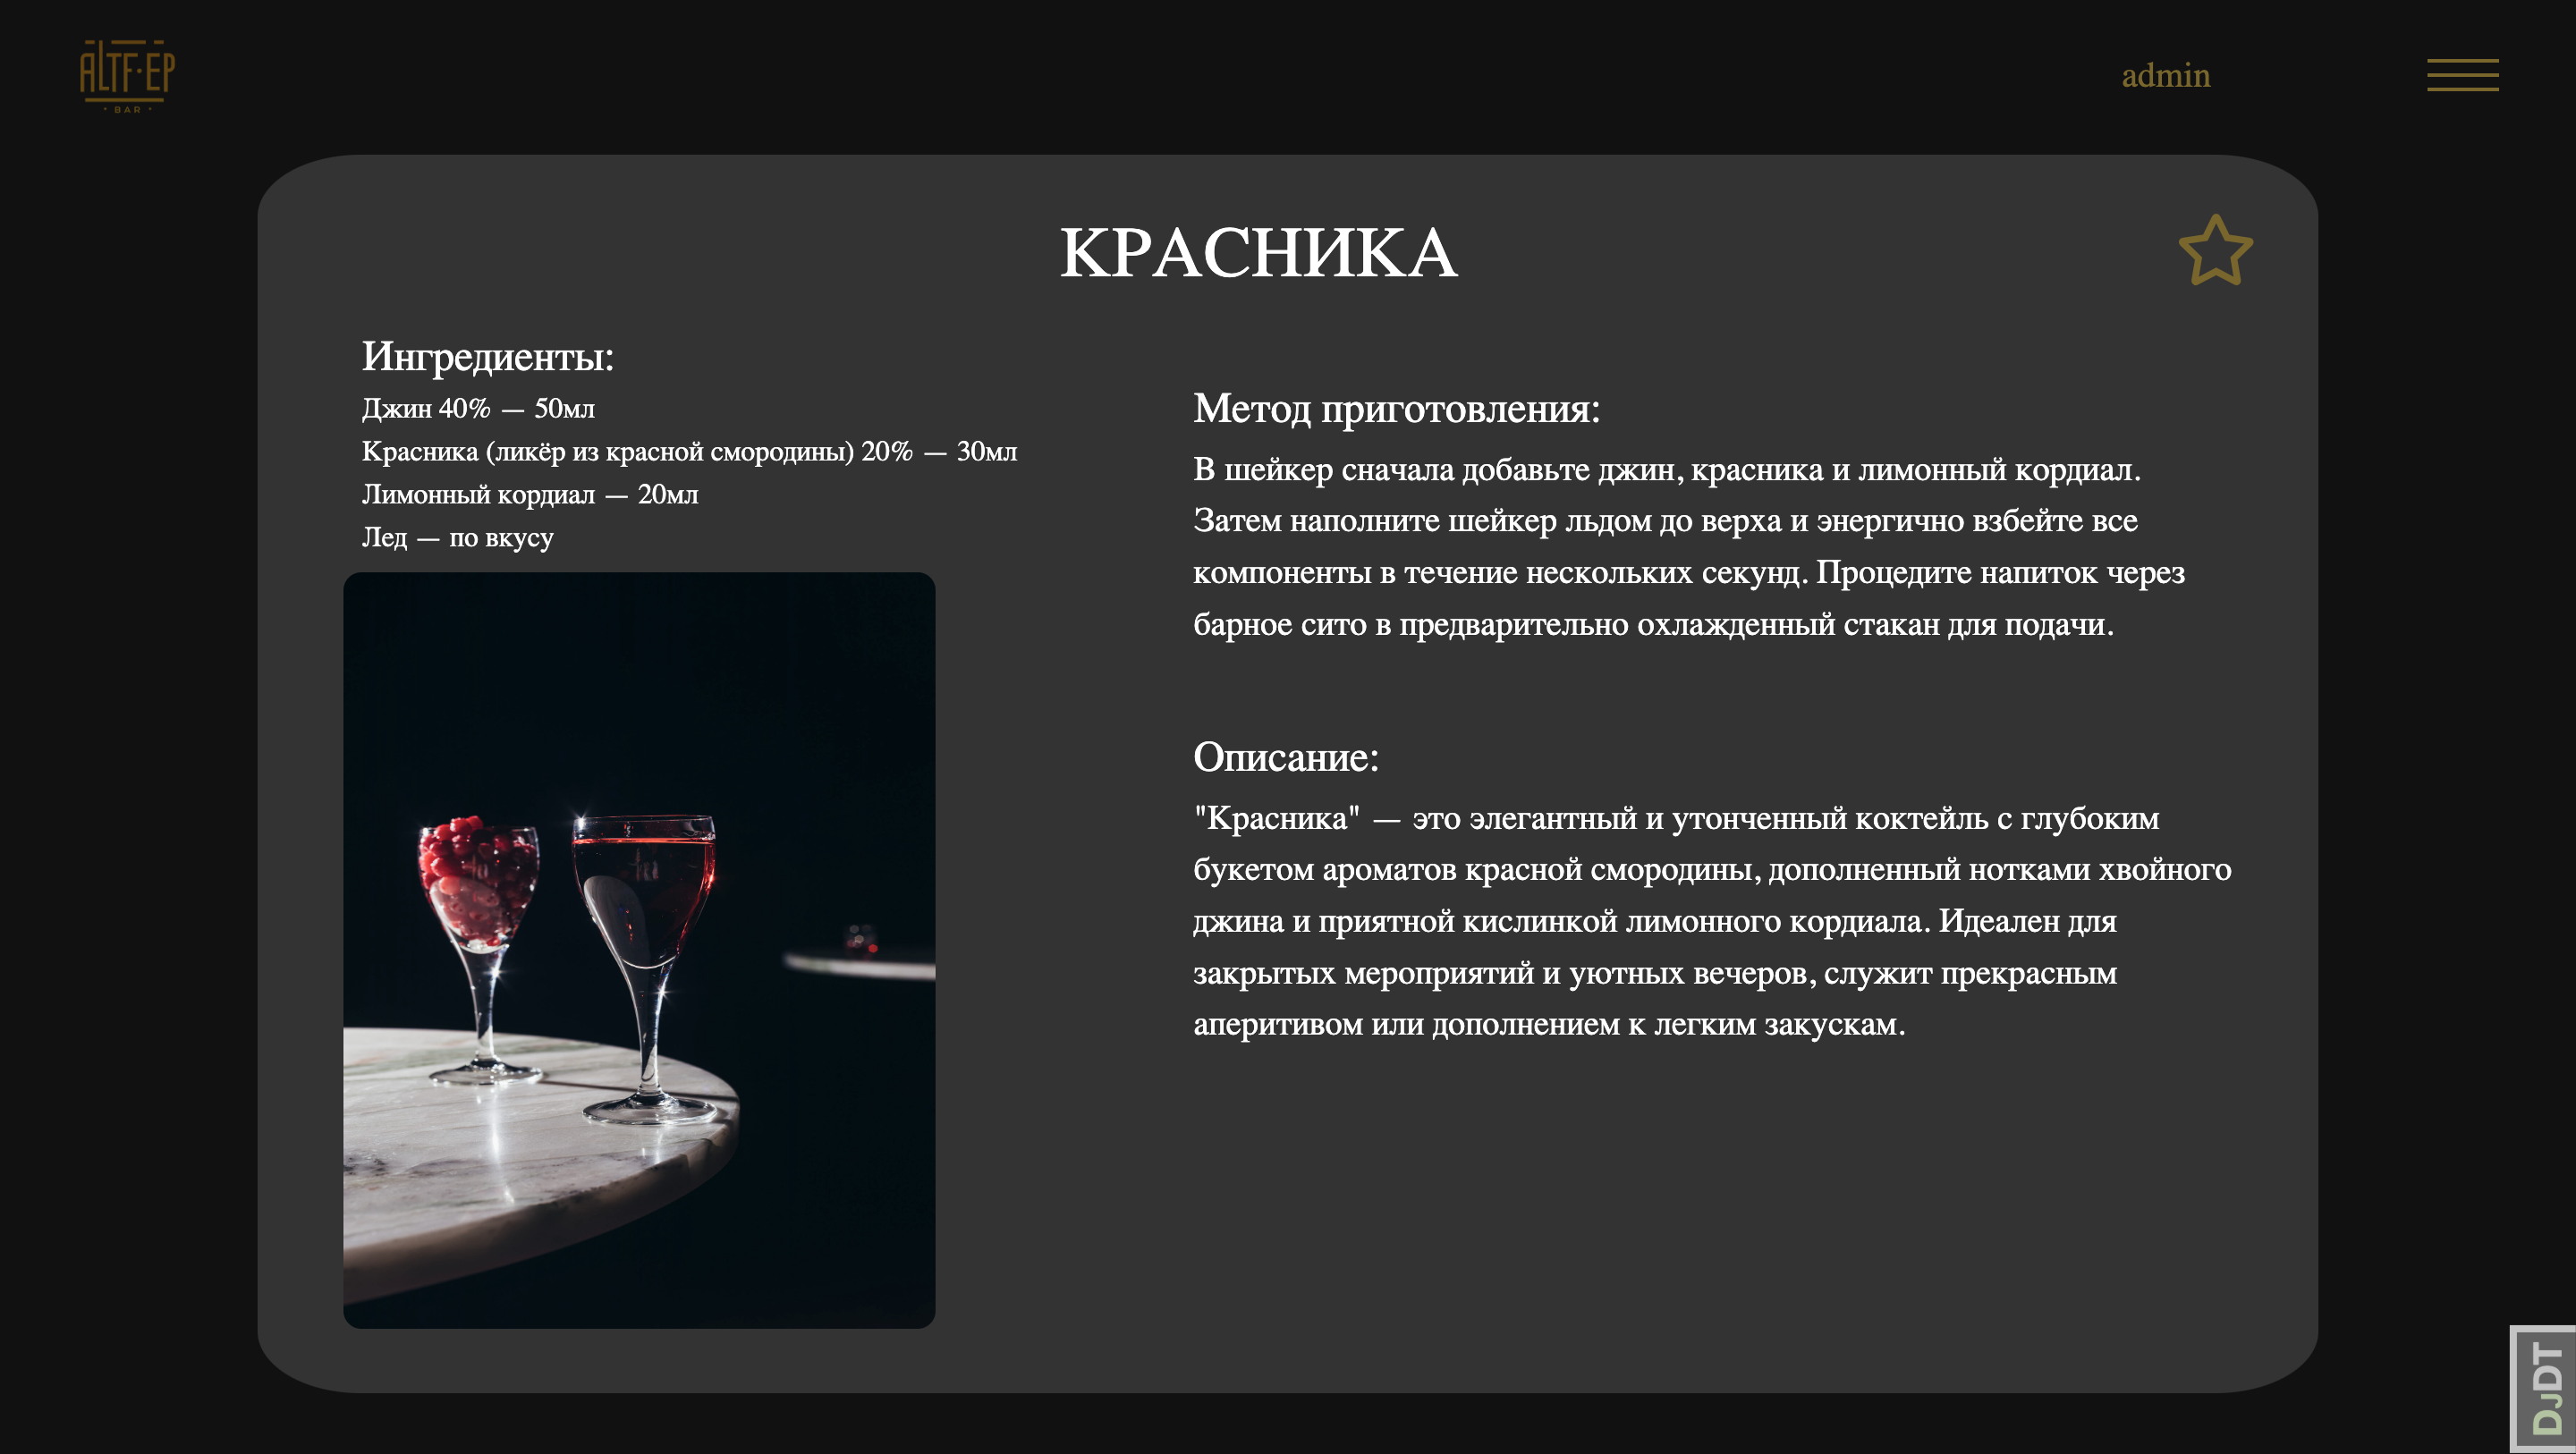 ALTF·EP
· BAR ·
admin
КРАСНИКА
Ингредиенты:
Джин 40% — 50мл
Красника (ликёр из красной смородины) 20% — 30мл
Лимонный кордиал — 20мл
Лед — по вкусу
Метод приготовления:
В шейкер сначала добавьте джин, красника и лимонный кордиал.
Затем наполните шейкер льдом до верха и энергично взбейте все
компоненты в течение нескольких секунд. Процедите напиток через
барное сито в предварительно охлажденный стакан для подачи.
Описание:
"Красника" — это элегантный и утонченный коктейль с глубоким
букетом ароматов красной смородины, дополненный нотками хвойного
джина и приятной кислинкой лимонного кордиала. Идеален для
закрытых мероприятий и уютных вечеров, служит прекрасным
аперитивом или дополнением к легким закускам.
DJDT